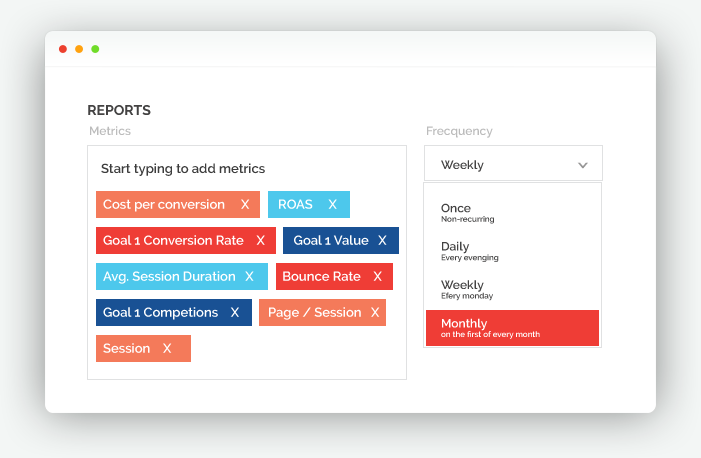 REPORTS
Metrics
Start typing to add metrics
Cost per conversion X
ROAS X
Goal 1 Conversion Rate X
Goal 1 Value X
Avg. Session Duration X
Bounce Rate X
Goal 1 Competions X
Page / Session X
Session X
Frecquency
Weekly
Once
Non-recurring
Daily
Every evenging
Weekly
Efery monday
Monthly
on the first of every month